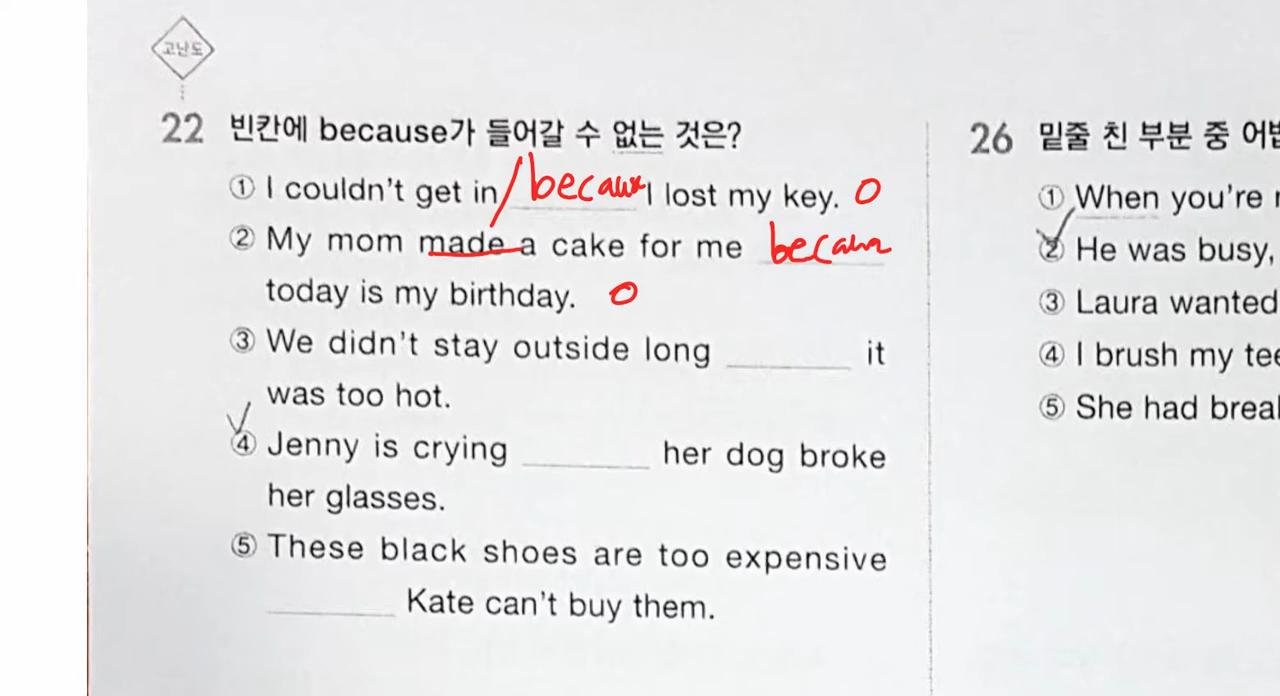 고난도
22 빈칸에 because가 들어갈 수 없는 것은?
① I couldn't get in / because I lost my key. O
② My mom made a cake for me because
today is my birthday. O
③ We didn't stay outside long ______ it
was too hot.
④ Jenny is crying ______ her dog broke
her glasses.
⑤ These black shoes are too expensive
______ Kate can't buy them.
26 밑줄 친 부분 중 어법
① When you're
② He was busy,
③ Laura wanted
④ I brush my
⑤ She had